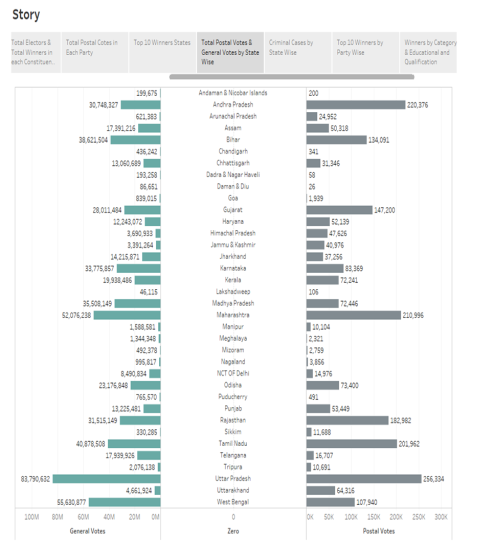 Story
Total Electors &
Total Winners in
each Constituen...
Total Postal Cotes in
Each Party
Top 10 Winners States
Total Postal Votes &
General Votes by State
Wise
Criminal Cases by
State Wise
Top 10 Winners by
Party Wise
Winners by Category
& Educational and
Qualification
199,675 Andaman & Nicobar Islands 200
30,748,327 Andhra Pradesh 220,376
621,383 Arunachal Pradesh 24,952
17,391,216 Assam 50,318
38,621,504 Bihar 134,091
436,242 Chandigarh 341
13,060,689 Chhattisgarh 31,346
193,258 Dadra & Nagar Haveli 58
86,651 Daman & Diu 26
839,015 Goa 1,939
28,011,484 Gujarat 147,200
12,243,072 Haryana 52,139
3,690,933 Himachal Pradesh 47,626
3,391,264 Jammu & Kashmir 40,976
14,215,871 Jharkhand 37,256
33,775,857 Karnataka 83,369
19,938,486 Kerala 72,241
46,115 Lakshadweep 106
35,508,149 Madhya Pradesh 72,446
52,076,238 Maharashtra 210,996
1,588,581 Manipur 10,104
1,344,348 Meghalaya 2,321
492,378 Mizoram 2,759
995,817 Nagaland 3,856
8,490,834 NCT OF Delhi 14,976
23,176,848 Odisha 73,400
765,570 Puducherry 491
13,225,481 Punjab 53,449
31,515,149 Rajasthan 182,982
330,285 Sikkim 11,688
40,878,508 Tamil Nadu 201,962
17,939,926 Telangana 16,707
2,076,138 Tripura 10,691
83,790,632 Uttar Pradesh 256,334
4,661,924 Uttarakhand 64,316
55,630,877 West Bengal 107,940
100M 80M 60M 40M 20M 0M 0 0K 50K 100K 150K 200K 250K 300K
General Votes Zero Postal Votes